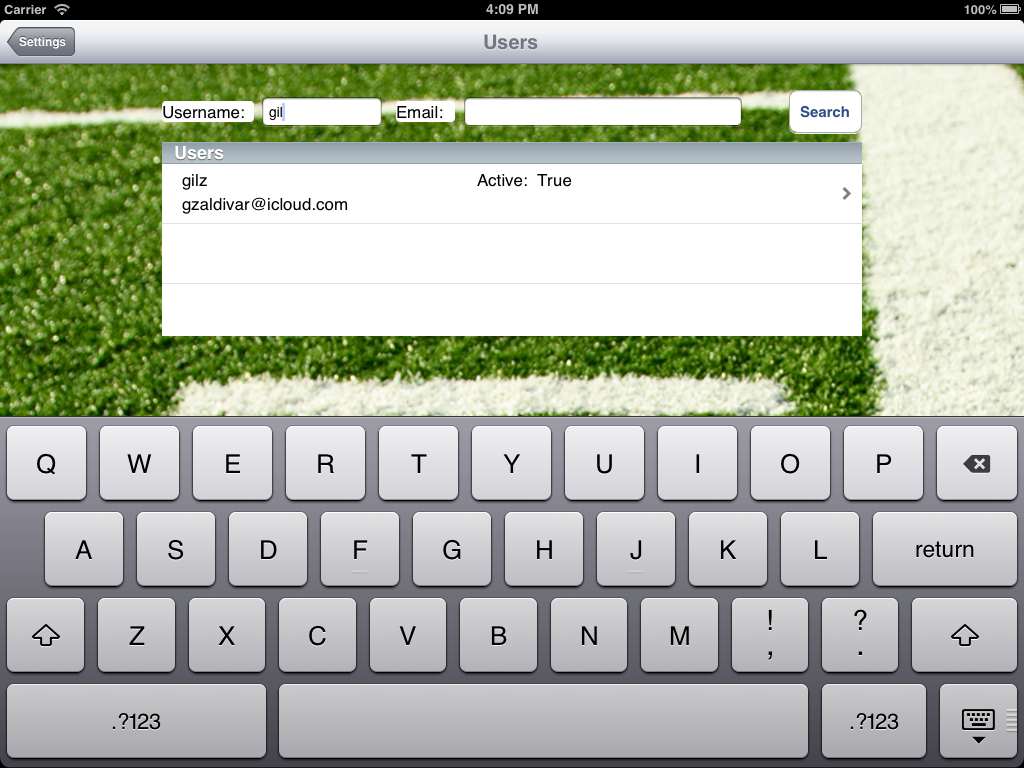 Carrier 4:09 PM 100%
Settings Users
Username: gil Email: Search
Users
gilz Active: True
gzaldivar@icloud.com
Q W E R T Y U I O P
A S D F G H J K L return
Z X C V B N M ! , ? .
.?123 .?123